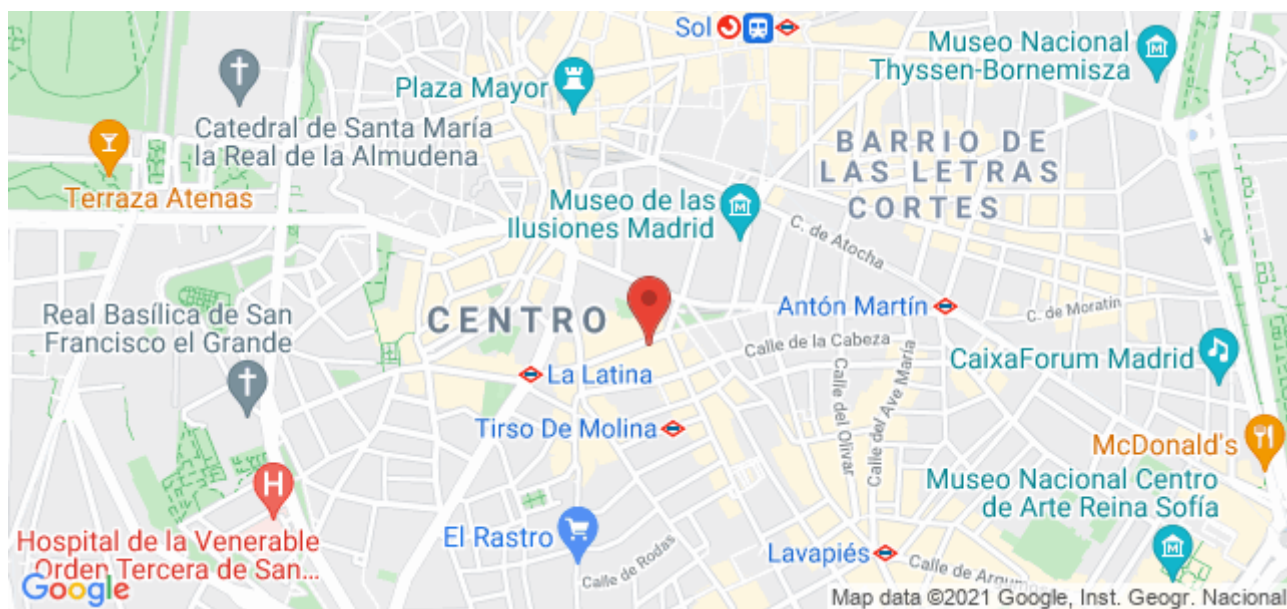 Sol
Museo Nacional
Thyssen-Bornemisza
Plaza Mayor
Catedral de Santa María
la Real de la Almudena
BARRIO DE
LAS LETRAS
CORTES
Terraza Atenas
Museo de las
Ilusiones Madrid
C. de Atocha
Real Basílica de San
Francisco el Grande
CENTRO
Antón Martín
C. de Moratín
Calle de la Cabeza
CaixaForum Madrid
La Latina
Calle del Olivar
Calle del Ave María
Tirso De Molina
McDonald's
Museo Nacional Centro
de Arte Reina Sofía
H
Hospital de la Venerable
Orden Tercera de San...
El Rastro
Lavapiés
Calle de Rodas
Calle de Argumo
Google
Map data ©2021 Google, Inst. Geogr. Nacional